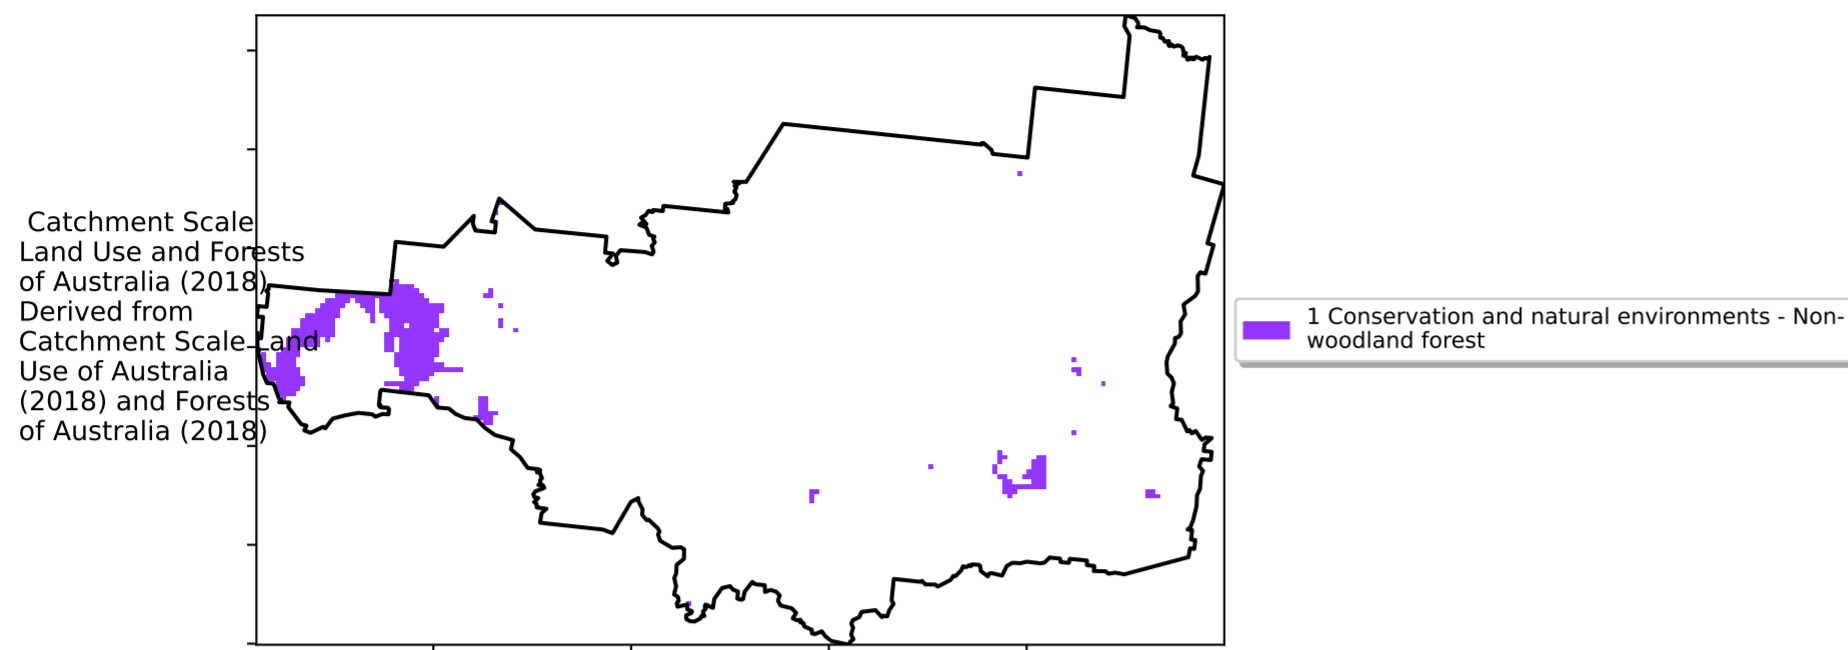 Catchment Scale
Land Use and Forests
of Australia (2018)
Derived from
Catchment Scale Land
Use of Australia
(2018) and Forests
of Australia (2018)
1 Conservation and natural environments - Non-
woodland forest